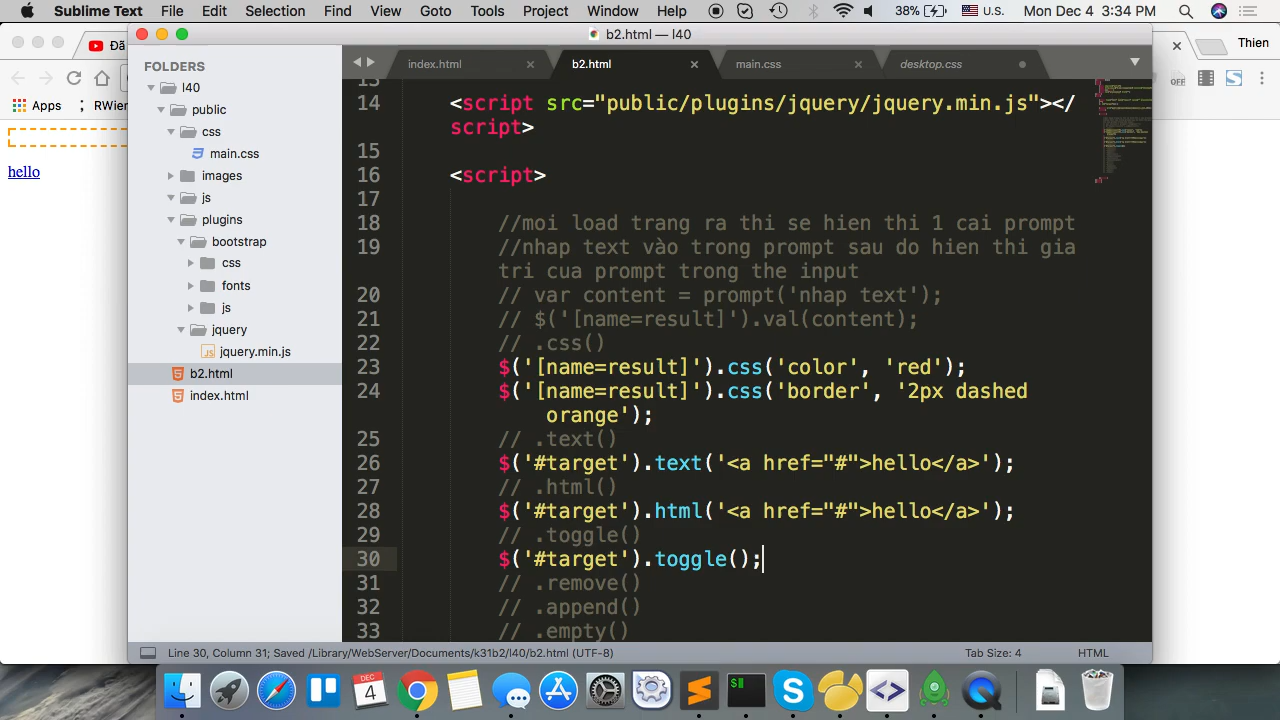 Sublime Text File Edit Selection Find View Goto Tools Project Window Help 38% U.S. Mon Dec 4 3:34 PM
b2.html — l40
Đã
Thien
Apps RWien
hello
FOLDERS
l40
public
css
main.css
images
js
plugins
bootstrap
css
fonts
js
jquery
jquery.min.js
b2.html
index.html
index.html b2.html main.css desktop.css
13
14 <script src="public/plugins/jquery/jquery.min.js"></
script>
15
16 <script>
17
18 //moi load trang ra thi se hien thi 1 cai prompt
19 //nhap text vào trong prompt sau do hien thi gia
tri cua prompt trong the input
20 // var content = prompt('nhap text');
21 // $('[name=result]').val(content);
22 // .css()
23 $('[name=result]').css('color', 'red');
24 $('[name=result]').css('border', '2px dashed
orange');
25 // .text()
26 $('#target').text('<a href="#">hello</a>');
27 // .html()
28 $('#target').html('<a href="#">hello</a>');
29 // .toggle()
30 $('#target').toggle();
31 // .remove()
32 // .append()
33 // .empty()
Line 30, Column 31; Saved /Library/WebServer/Documents/k31b2/l40/b2.html (UTF-8) Tab Size: 4 HTML
DEC
4